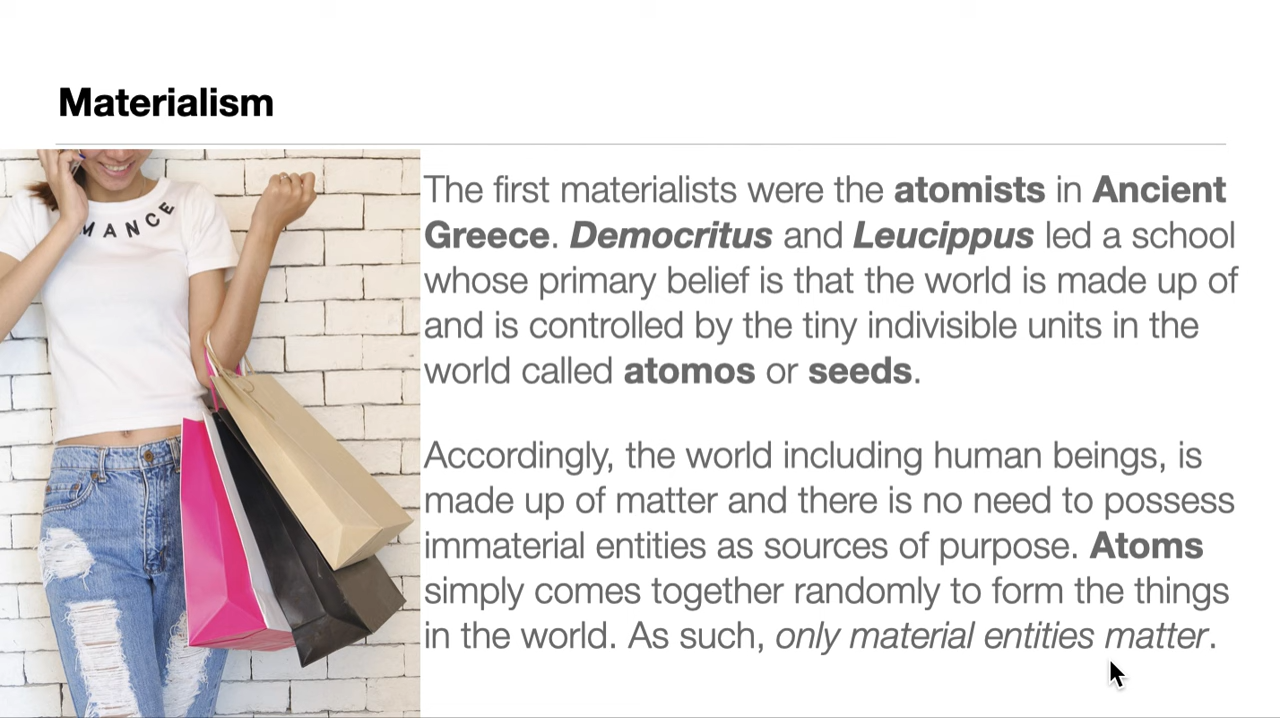 Materialism
MANCE
The first materialists were the atomists in Ancient
Greece. Democritus and Leucippus led a school
whose primary belief is that the world is made up of
and is controlled by the tiny indivisible units in the
world called atomos or seeds.
Accordingly, the world including human beings, is
made up of matter and there is no need to possess
immaterial entities as sources of purpose. Atoms
simply comes together randomly to form the things
in the world. As such, only material entities matter.